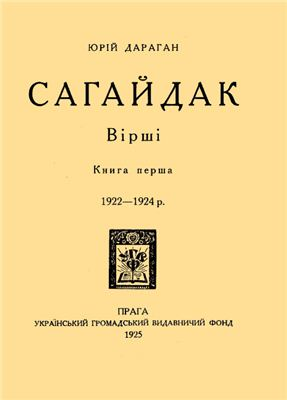 ЮРІЙ ДАРАГАН
САГАЙДАК
Вірші
Книга перша
1922—1924 р.
ПРАГА
УКРАЇНСЬКИЙ ГРОМАДСЬКИЙ ВИДАВНИЧИЙ ФОНД
1925